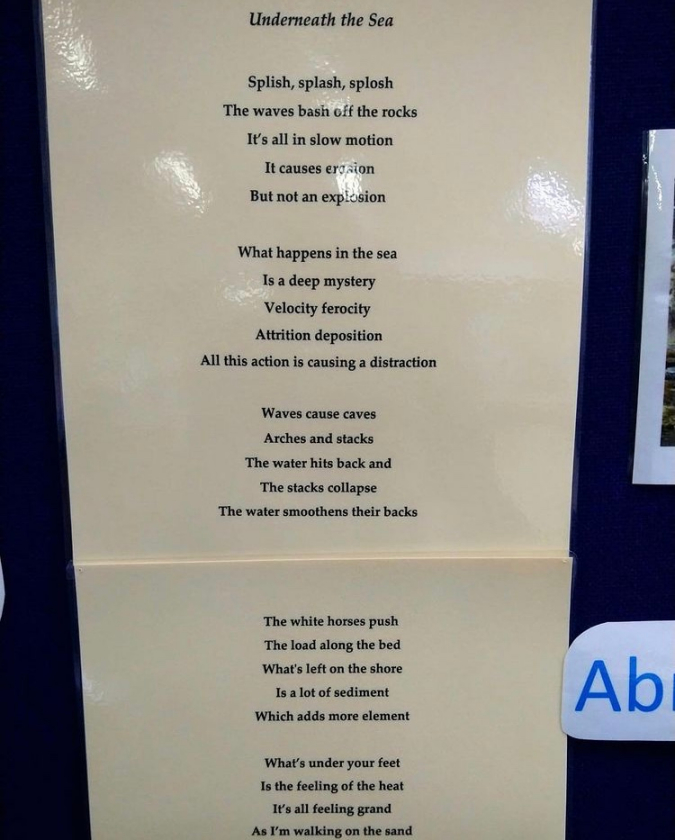 Underneath the Sea
Splish, splash, splosh
The waves bash off the rocks
It's all in slow motion
It causes erosion
But not an explosion
What happens in the sea
Is a deep mystery
Velocity ferocity
Attrition deposition
All this action is causing a distraction
Waves cause caves
Arches and stacks
The water hits back and
The stacks collapse
The water smoothens their backs
The white horses push
The load along the bed
What's left on the shore
Is a lot of sediment
Which adds more element
What's under your feet
Is the feeling of the heat
It's all feeling grand
As I'm walking on the sand